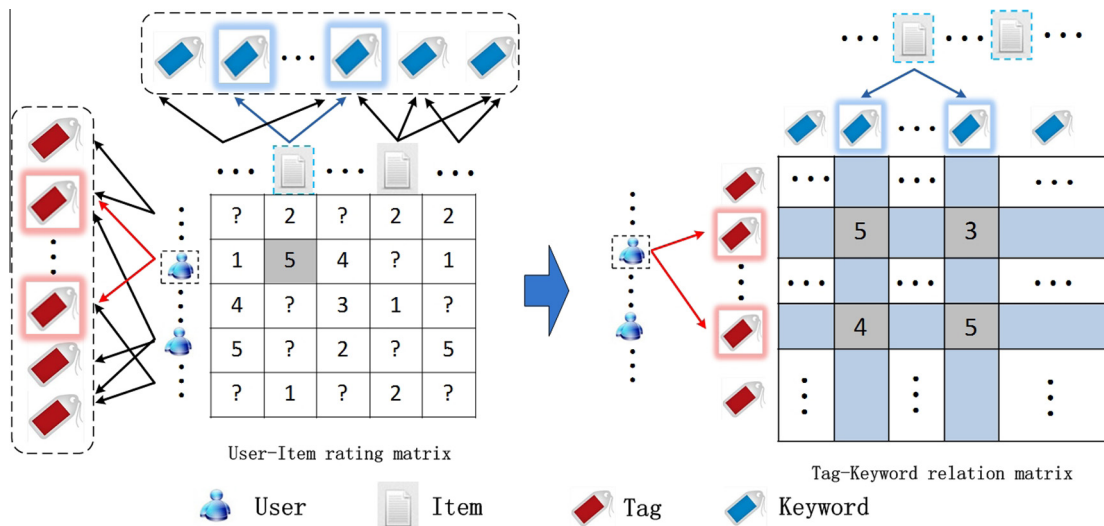 ? 2 ? 2 2
1 5 4 ? 1
4 ? 3 1 ?
5 ? 2 ? 5
? 1 ? 2 ?
User-Item rating matrix
5 3
4 5
Tag-Keyword relation matrix
User Item Tag Keyword